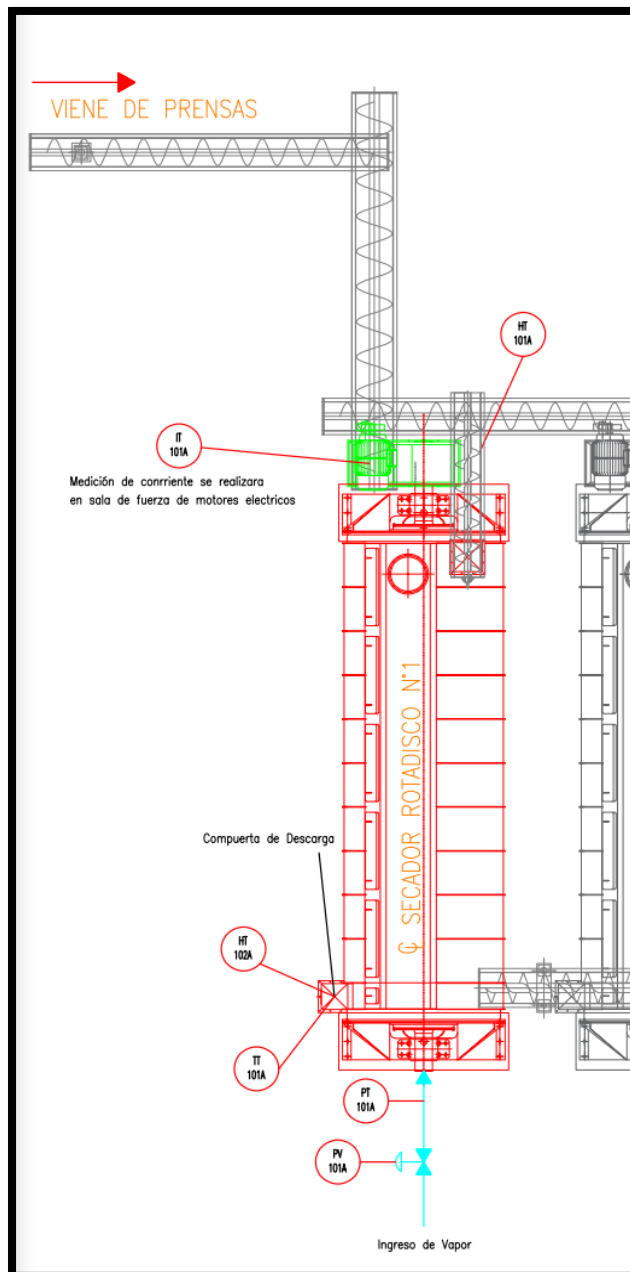 VIENE DE PRENSAS
HT
101A
IT
101A
Medición de conrriente se realizara
en sala de fuerza de motores electricos
℄ SECADOR ROTADISCO N°1
Compuerta de Descarga
HT
102A
TT
101A
PT
101A
PV
101A
Ingreso de Vapor